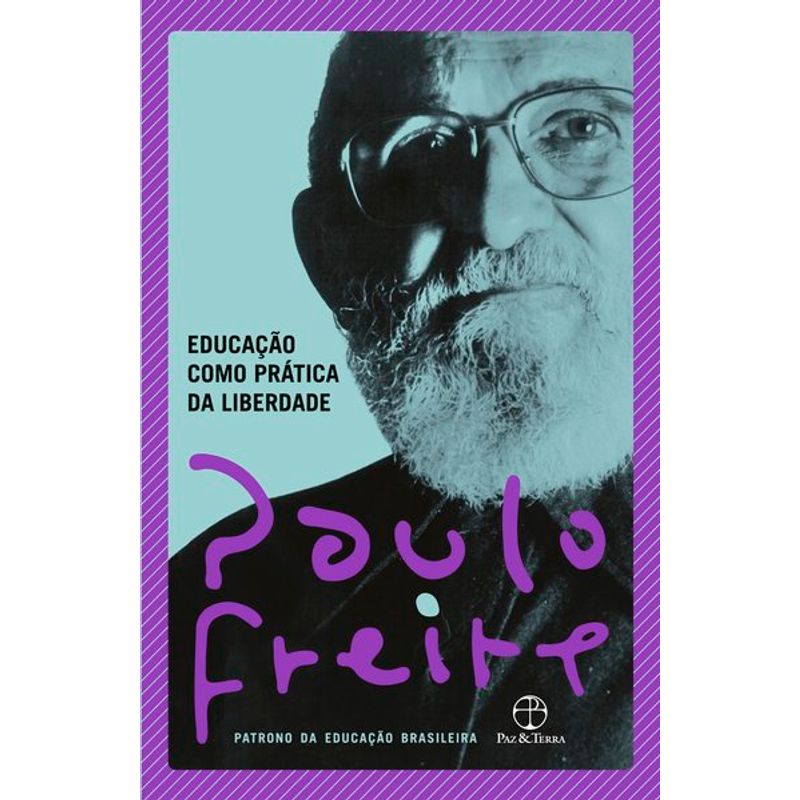 EDUCAÇÃO
COMO PRÁTICA
DA LIBERDADE
Paulo
Freire
PATRONO DA EDUCAÇÃO BRASILEIRA
PAZ & TERRA